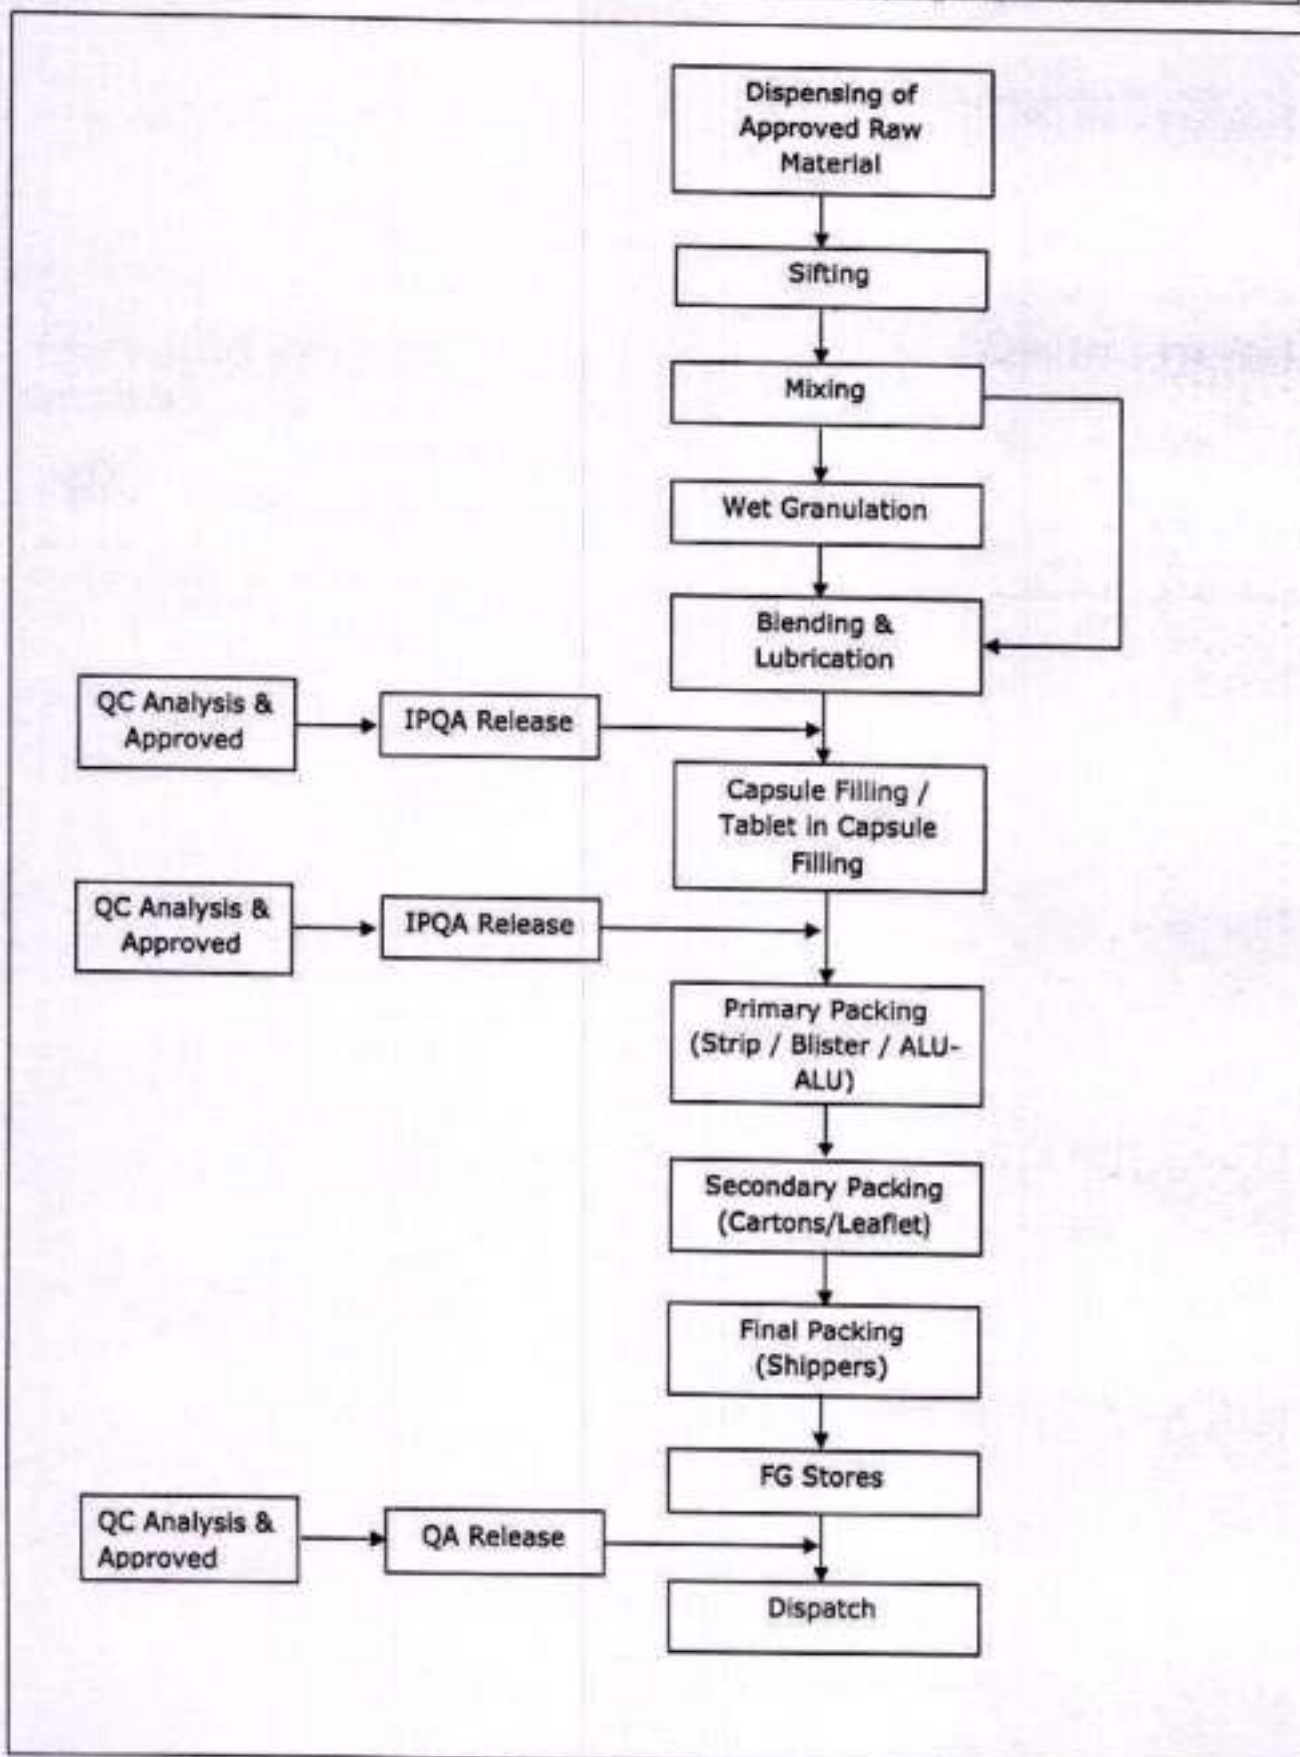 Dispensing of
Approved Raw
Material
Sifting
Mixing
Wet Granulation
Blending &
Lubrication
QC Analysis &
Approved
IPQA Release
Capsule Filling /
Tablet in Capsule
Filling
QC Analysis &
Approved
IPQA Release
Primary Packing
(Strip / Blister / ALU-
ALU)
Secondary Packing
(Cartons/Leaflet)
Final Packing
(Shippers)
FG Stores
QC Analysis &
Approved
QA Release
Dispatch